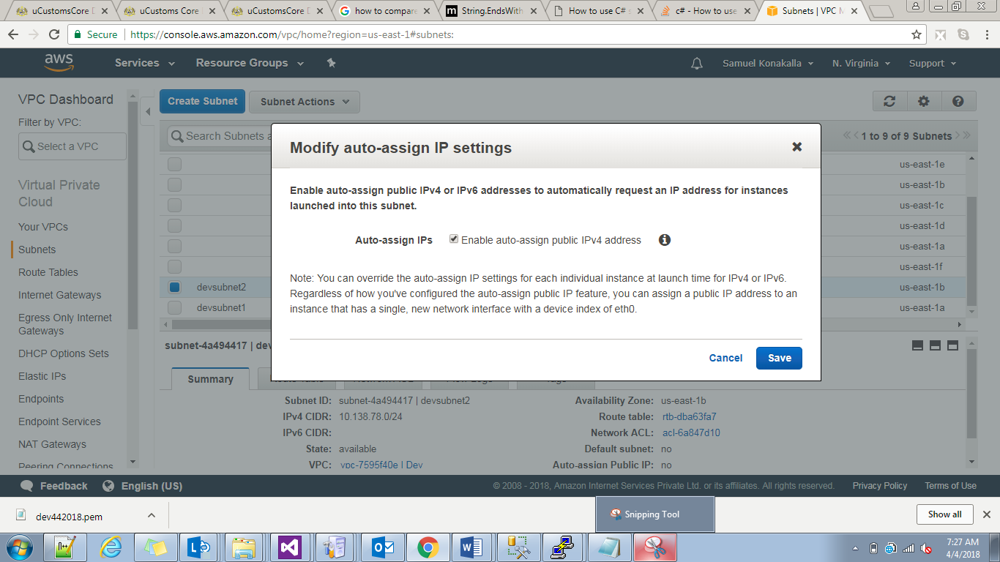 uCustomsCore D
uCustoms Core
uCustomsCore D
how to compare
String.EndsWith
How to use C# s
c# - How to use
Subnets | VPC M
Secure
https://console.aws.amazon.com/vpc/home?region=us-east-1#subnets:
aws
Services
Resource Groups
Samuel Konakalla
N. Virginia
Support
VPC Dashboard
Filter by VPC:
Select a VPC
Virtual Private
Cloud
Your VPCs
Subnets
Route Tables
Internet Gateways
Egress Only Internet
Gateways
DHCP Options Sets
Elastic IPs
Endpoints
Endpoint Services
NAT Gateways
Peering Connections
Create Subnet
Subnet Actions
Search Subnets a
1 to 9 of 9 Subnets
us-east-1e
us-east-1b
us-east-1c
us-east-1d
us-east-1a
us-east-1f
devsubnet2
us-east-1b
devsubnet1
us-east-1a
Modify auto-assign IP settings
Enable auto-assign public IPv4 or IPv6 addresses to automatically request an IP address for instances
launched into this subnet.
Auto-assign IPs
Enable auto-assign public IPv4 address
Note: You can override the auto-assign IP settings for each individual instance at launch time for IPv4 or IPv6.
Regardless of how you've configured the auto-assign public IP feature, you can assign a public IP address to an
instance that has a single, new network interface with a device index of eth0.
Cancel
Save
subnet-4a494417 | dev
Summary
Subnet ID: subnet-4a494417 | devsubnet2
IPv4 CIDR: 10.138.78.0/24
IPv6 CIDR:
State: available
VPC: vpc-7595f40e | Dev
Availability Zone: us-east-1b
Route table: rtb-dba63fa7
Network ACL: acl-6a847d10
Default subnet: no
Auto-assign Public IP: no
Feedback
English (US)
© 2008 - 2018, Amazon Internet Services Private Ltd. or its affiliates. All rights reserved.
Privacy Policy
Terms of Use
dev442018.pem
Snipping Tool
Show all
7:27 AM
4/4/2018